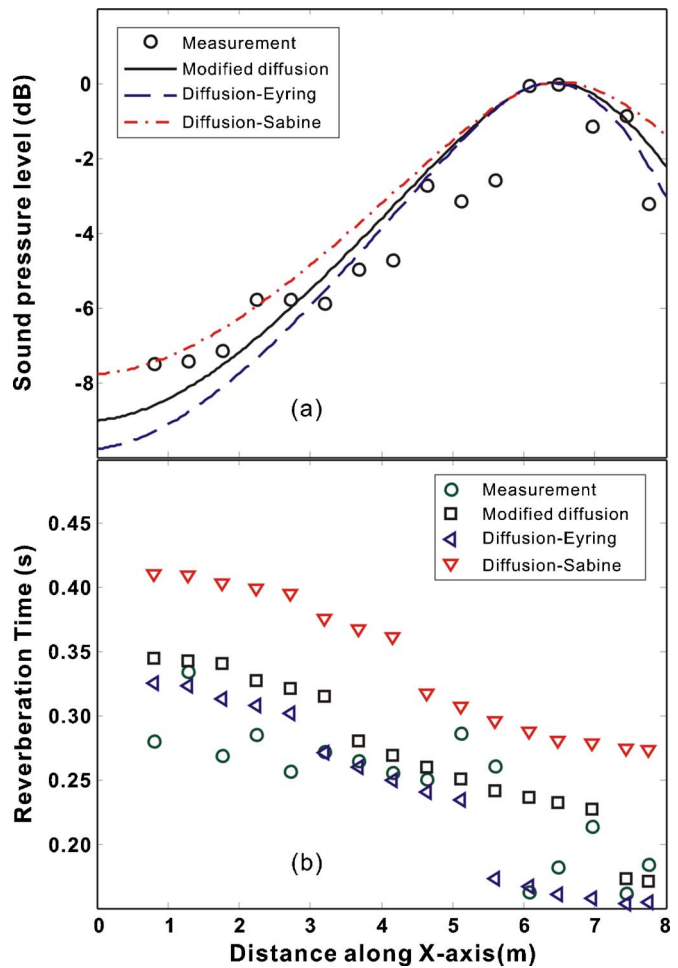 Measurement
Modified diffusion
Diffusion-Eyring
Diffusion-Sabine
Sound pressure level (dB)
0
-2
-4
-6
-8
(a)
Measurement
Modified diffusion
Diffusion-Eyring
Diffusion-Sabine
Reverberation Time (s)
0.45
0.40
0.35
0.30
0.25
0.20
(b)
0 1 2 3 4 5 6 7 8
Distance along X-axis(m)